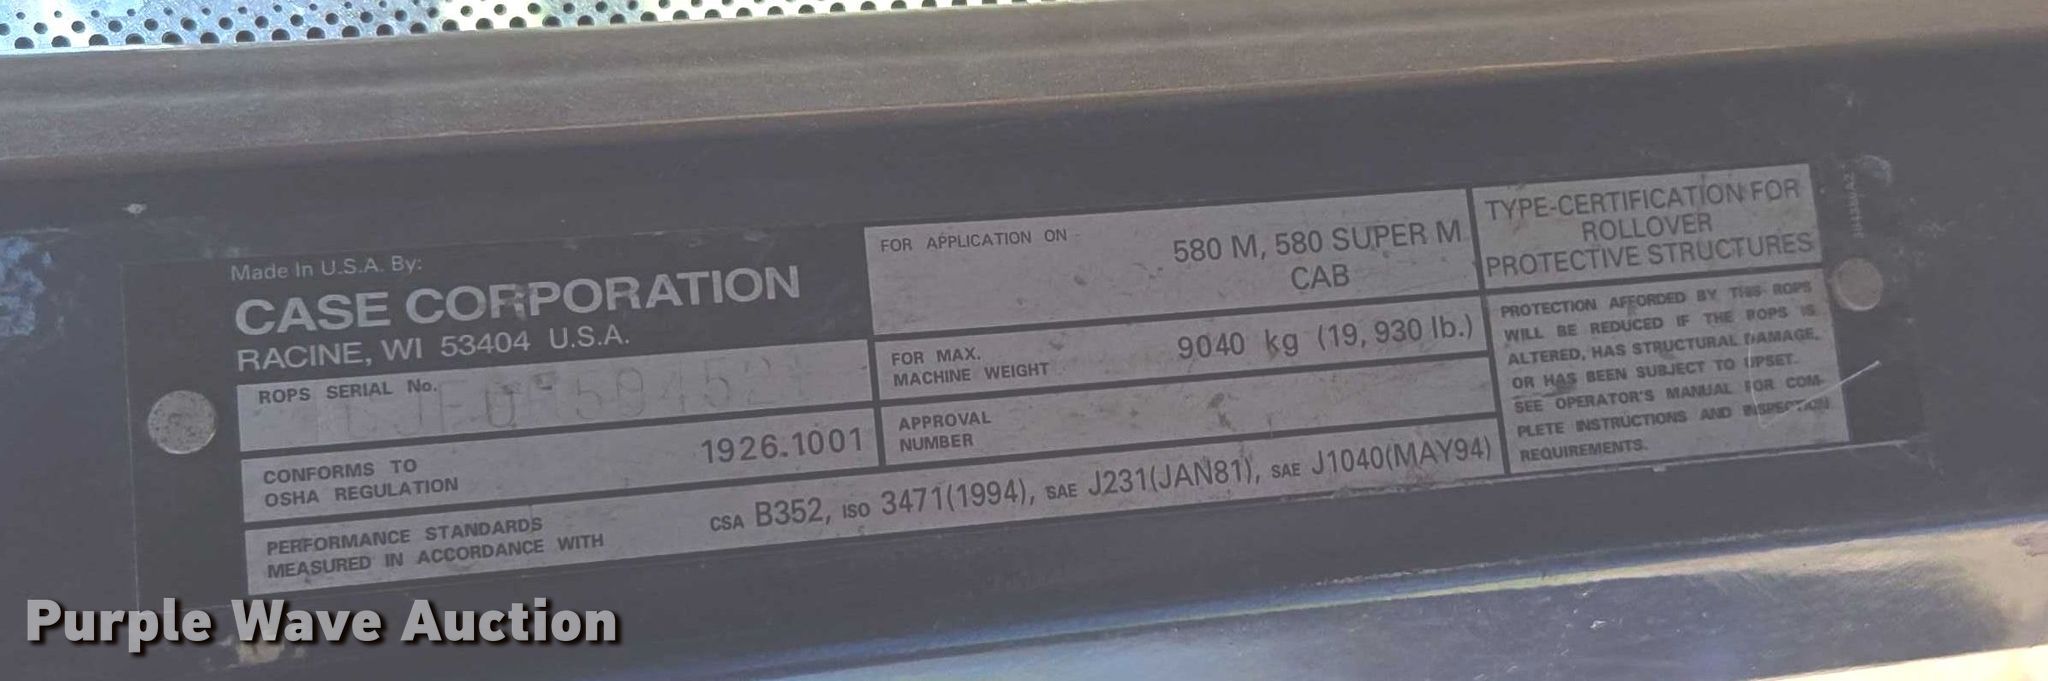 Made In U.S.A. By:
CASE CORPORATION
RACINE, WI 53404 U.S.A.
ROPS SERIAL No.
CONFORMS TO
OSHA REGULATION
1926.1001
PERFORMANCE STANDARDS
MEASURED IN ACCORDANCE WITH
CSA B352, ISO 3471(1994), SAE J231(JAN81), SAE J1040(MAY94)
FOR APPLICATION ON
580 M, 580 SUPER M
CAB
FOR MAX.
MACHINE WEIGHT
9040 kg (19, 930 lb.)
APPROVAL
NUMBER
TYPE-CERTIFICATION FOR
ROLLOVER
PROTECTIVE STRUCTURES
PROTECTION AFFORDED BY THIS ROPS
WILL BE REDUCED IF THE ROPS IS
ALTERED, HAS STRUCTURAL DAMAGE,
OR HAS BEEN SUBJECT TO UPSET.
SEE OPERATOR'S MANUAL FOR COM-
PLETE INSTRUCTIONS AND INSPECTION
REQUIREMENTS.
Purple Wave Auction